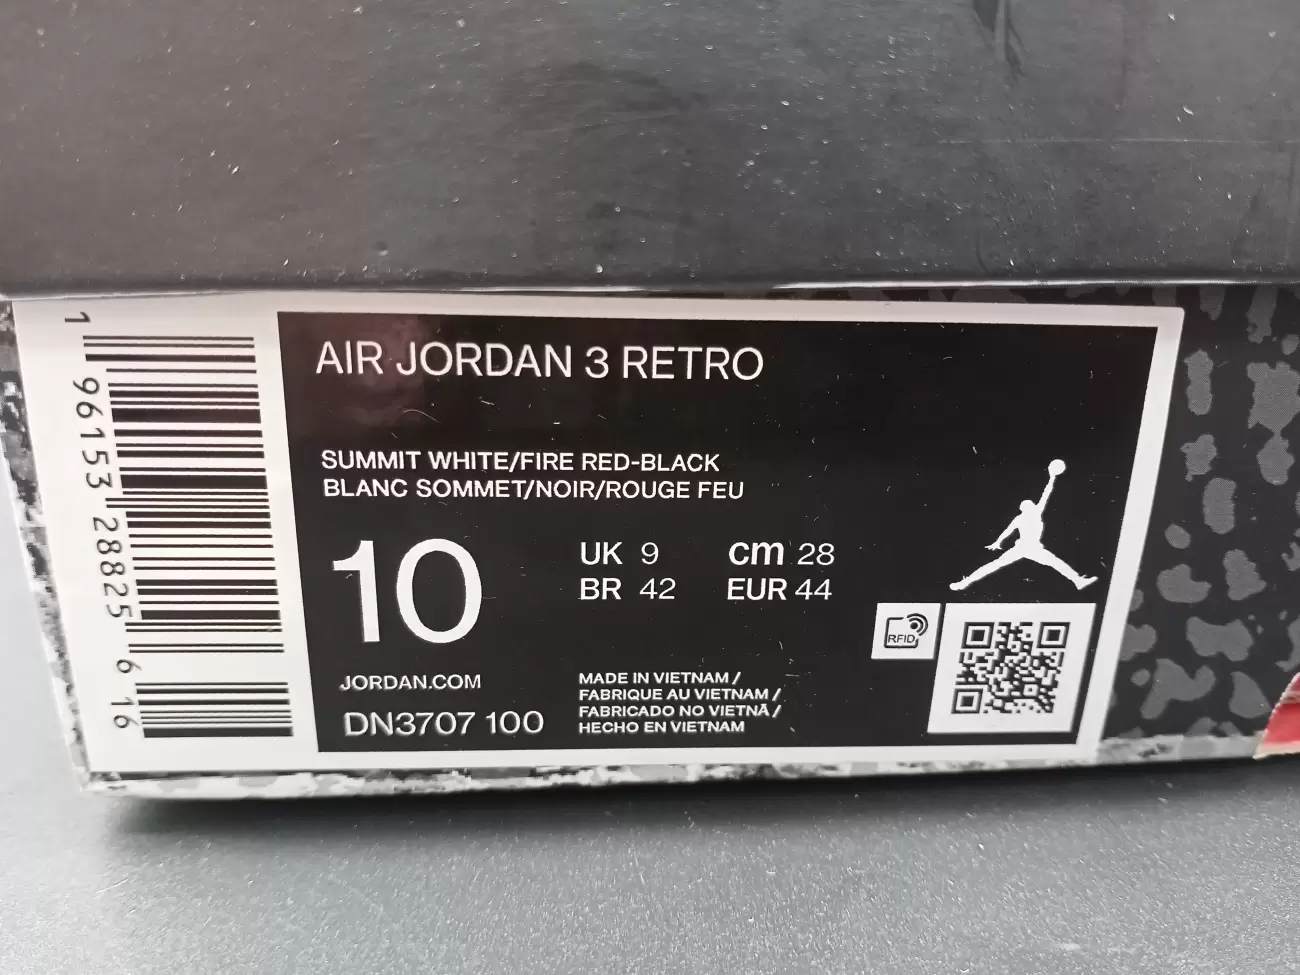 AIR JORDAN 3 RETRO
SUMMIT WHITE/FIRE RED-BLACK
BLANC SOMMET/NOIR/ROUGE FEU
10
UK 9 cm 28
BR 42 EUR 44
RFID
JORDAN.COM
DN3707 100
MADE IN VIETNAM /
FABRIQUE AU VIETNAM /
FABRICADO NO VIETNÃ /
HECHO EN VIETNAM
1 96153 28825 6 16